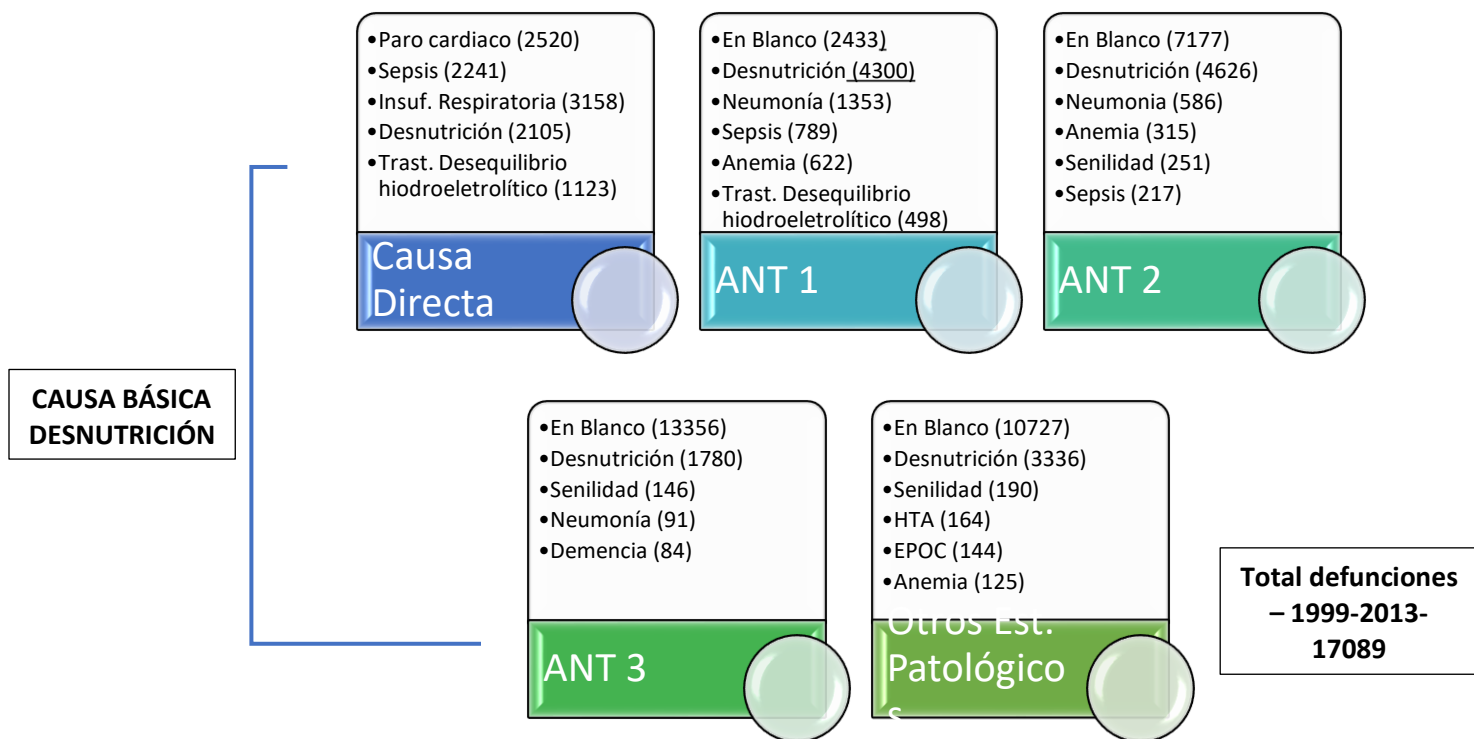 •Paro cardiaco (2520)
•Sepsis (2241)
•Insuf. Respiratoria (3158)
•Desnutrición (2105)
•Trast. Desequilibrio
hiodroeletrolítico (1123)
Causa
Directa
•En Blanco (2433)
•Desnutrición (4300)
•Neumonía (1353)
•Sepsis (789)
•Anemia (622)
•Trast. Desequilibrio
hiodroeletrolítico (498)
ANT 1
•En Blanco (7177)
•Desnutrición (4626)
•Neumonia (586)
•Anemia (315)
•Senilidad (251)
•Sepsis (217)
ANT 2
CAUSA BÁSICA
DESNUTRICIÓN
•En Blanco (13356)
•Desnutrición (1780)
•Senilidad (146)
•Neumonía (91)
•Demencia (84)
ANT 3
•En Blanco (10727)
•Desnutrición (3336)
•Senilidad (190)
•HTA (164)
•EPOC (144)
•Anemia (125)
Otros Est.
Patológico
s
Total defunciones
– 1999-2013-
17089